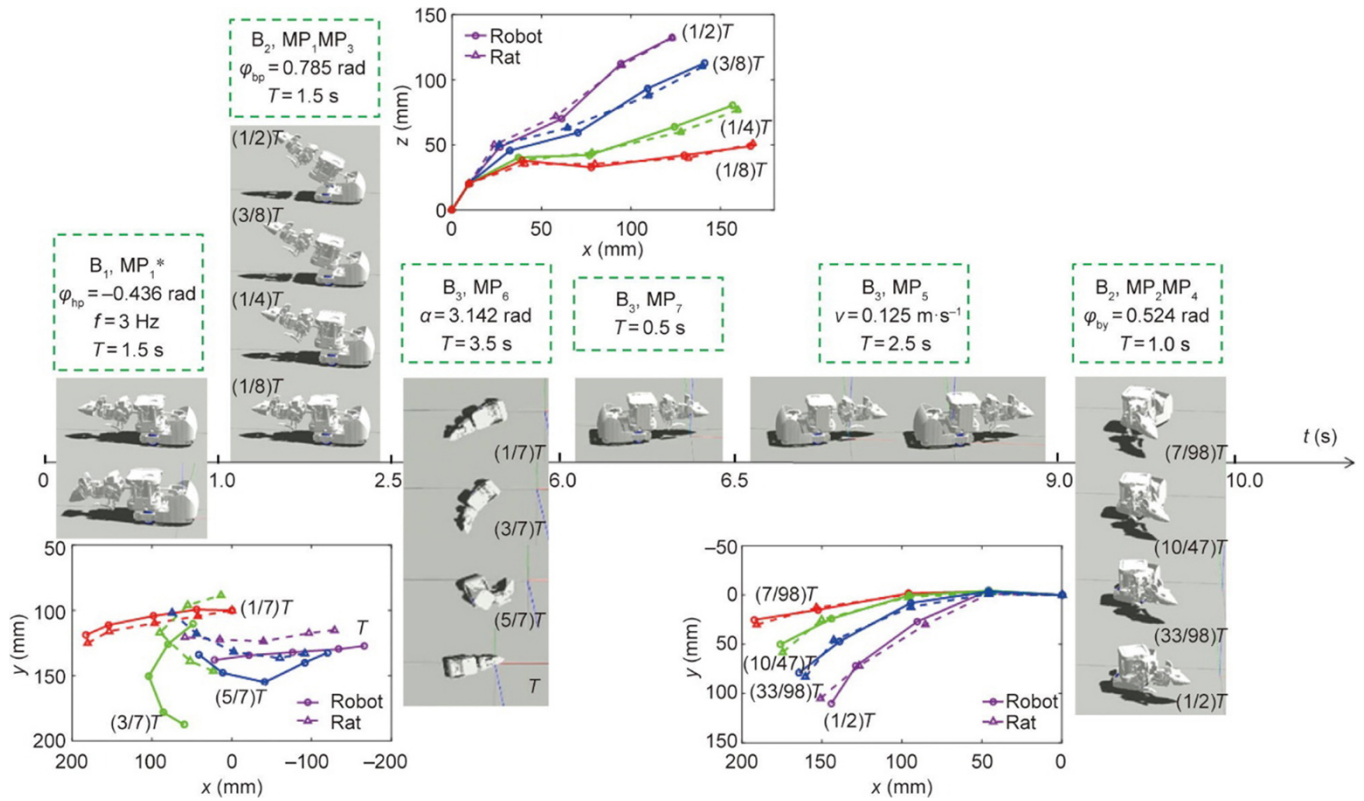 B₂, MP₁MP₃
φbp = 0.785 rad
T = 1.5 s
(1/2)T
(3/8)T
(1/4)T
(1/8)T
150
100
50
0
z (mm)
Robot
Rat
(1/2)T
(3/8)T
(1/4)T
(1/8)T
0
50
100
150
x (mm)
B₁, MP₁*
φhp = –0.436 rad
f = 3 Hz
T = 1.5 s
B₃, MP₆
α = 3.142 rad
T = 3.5 s
B₃, MP₇
T = 0.5 s
B₃, MP₅
v = 0.125 m·s⁻¹
T = 2.5 s
B₂, MP₂MP₄
φby = 0.524 rad
T = 1.0 s
t (s)
0
1.0
2.5
6.0
6.5
9.0
10.0
(1/7)T
(3/7)T
(5/7)T
T
(7/98)T
(10/47)T
(33/98)T
(1/2)T
50
100
150
200
y (mm)
(1/7)T
T
(5/7)T
(3/7)T
Robot
Rat
200
100
0
–100
–200
x (mm)
–50
0
50
100
150
y (mm)
(7/98)T
(10/47)T
(33/98)T
(1/2)T
Robot
Rat
200
150
100
50
0
x (mm)